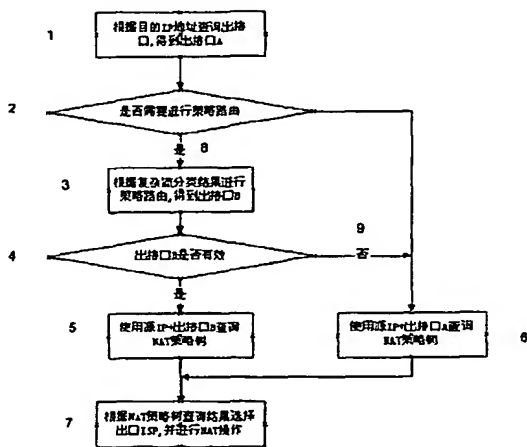 1
根据目的IP地址查询出接
口,得到出接口A
2
是否需要进行策略路由
是
8
3
根据复杂流分类结果进行
策略路由,得到出接口B
9
4
出接口B是否有效
否
是
5
使用源IP+出接口B查询
NAT策略树
使用源IP+出接口A查询
NAT策略树
6
7
根据NAT策略树查询结果选择
出口ISP,并进行NAT操作